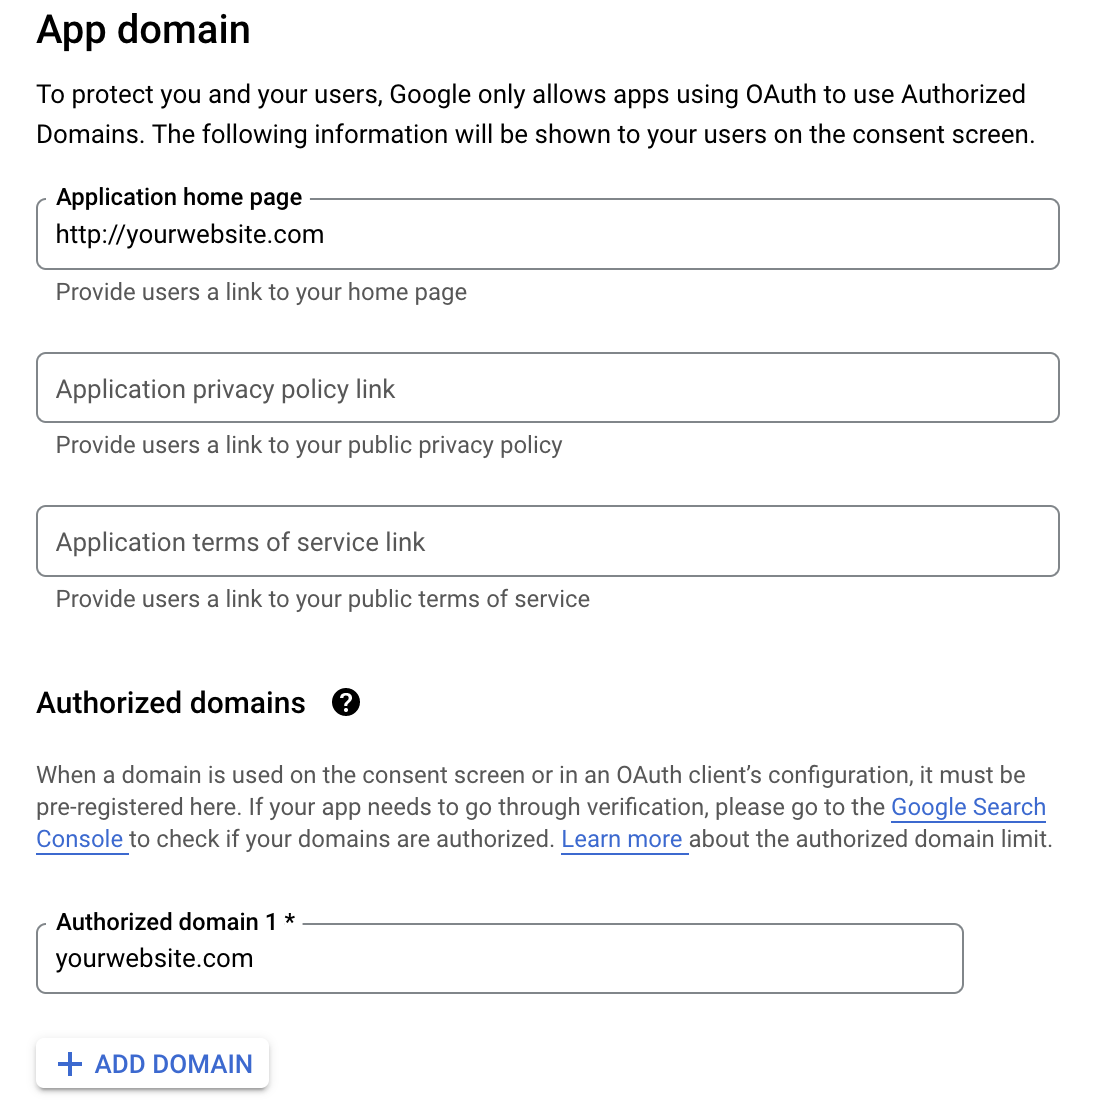 App domain
To protect you and your users, Google only allows apps using OAuth to use Authorized
Domains. The following information will be shown to your users on the consent screen.
Application home page
http://yourwebsite.com
Provide users a link to your home page
Application privacy policy link
Provide users a link to your public privacy policy
Application terms of service link
Provide users a link to your public terms of service
Authorized domains ?
When a domain is used on the consent screen or in an OAuth client’s configuration, it must be
pre-registered here. If your app needs to go through verification, please go to the Google Search
Console to check if your domains are authorized. Learn more about the authorized domain limit.
Authorized domain 1 *
yourwebsite.com
+ ADD DOMAIN